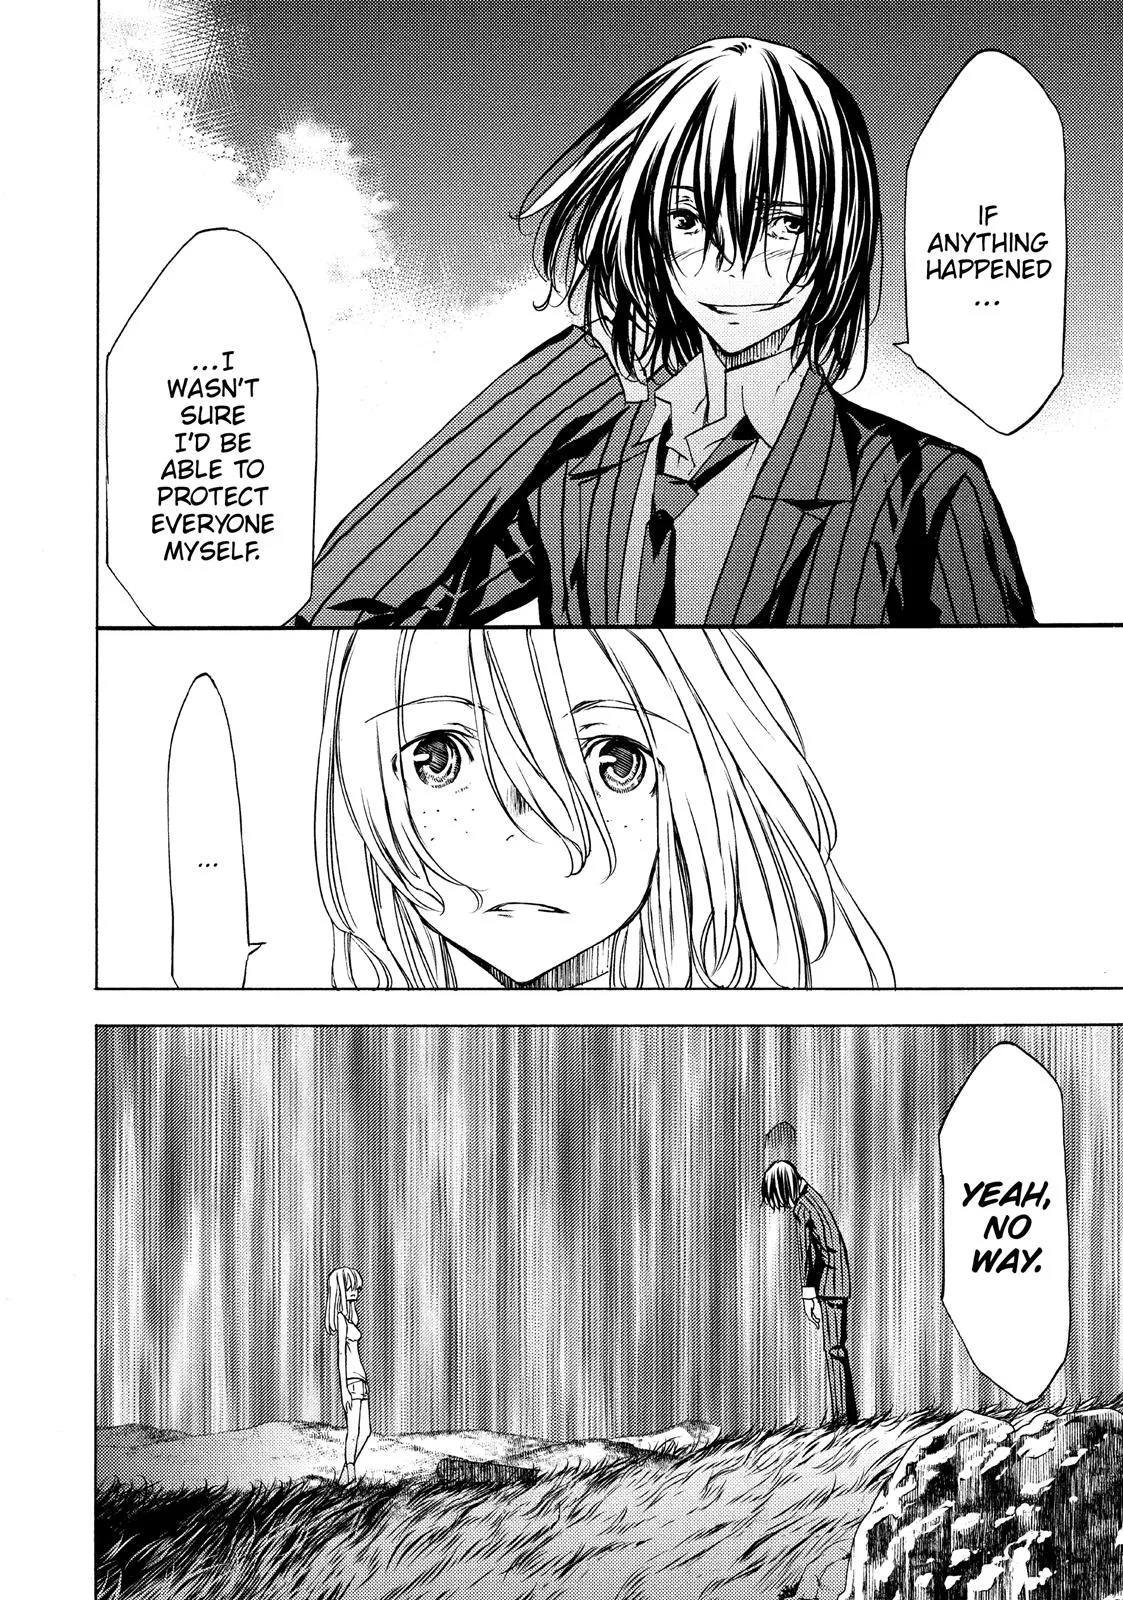 IF
ANYTHING
HAPPENED
...
...I
WASN'T
SURE
I'D BE
ABLE TO
PROTECT
EVERYONE
MYSELF.
...
YEAH,
NO
WAY.